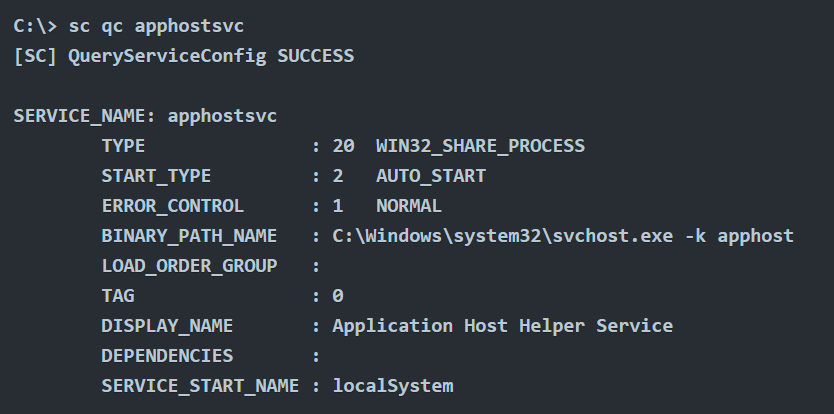 C:\> sc qc apphostsvc
[SC] QueryServiceConfig SUCCESS

SERVICE_NAME: apphostsvc
        TYPE               : 20  WIN32_SHARE_PROCESS
        START_TYPE         : 2   AUTO_START
        ERROR_CONTROL      : 1   NORMAL
        BINARY_PATH_NAME   : C:\Windows\system32\svchost.exe -k apphost
        LOAD_ORDER_GROUP   :
        TAG                : 0
        DISPLAY_NAME       : Application Host Helper Service
        DEPENDENCIES       :
        SERVICE_START_NAME : localSystem